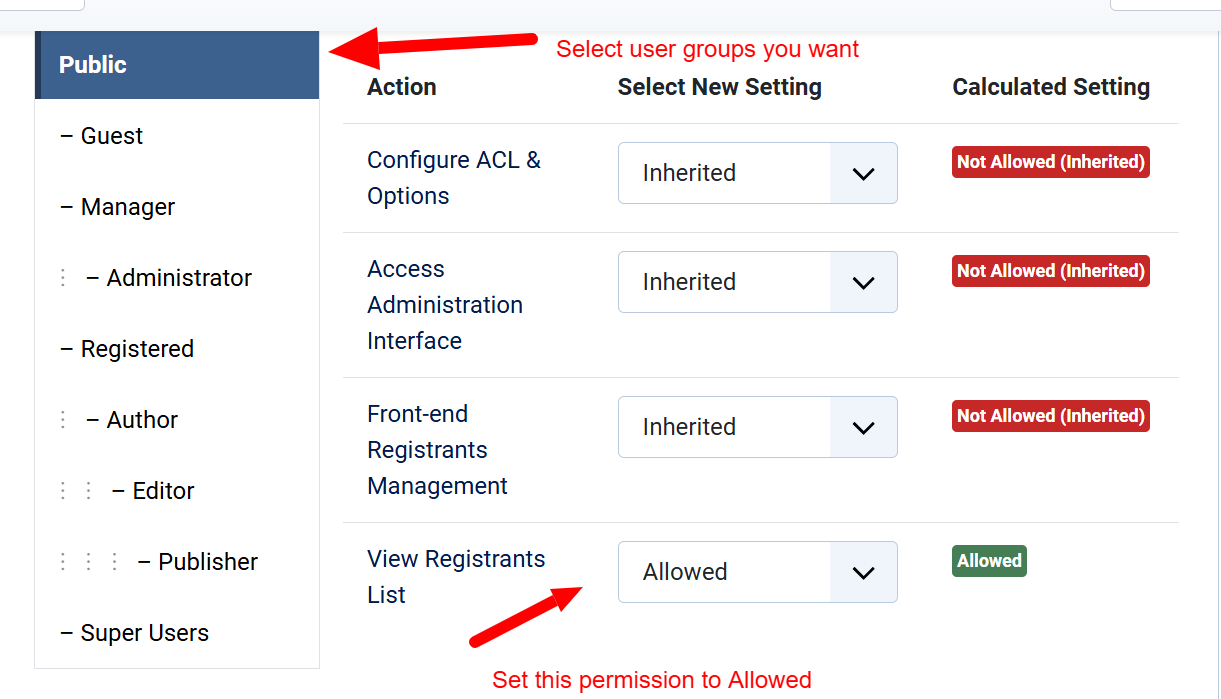 Public
– Guest
– Manager
– Administrator
– Registered
– Author
– Editor
– Publisher
– Super Users
Select user groups you want
Action Select New Setting Calculated Setting
Configure ACL &
Options
Inherited
Not Allowed (Inherited)
Access
Administration
Interface
Inherited
Not Allowed (Inherited)
Front-end
Registrants
Management
Inherited
Not Allowed (Inherited)
View Registrants
List
Allowed
Allowed
Set this permission to Allowed